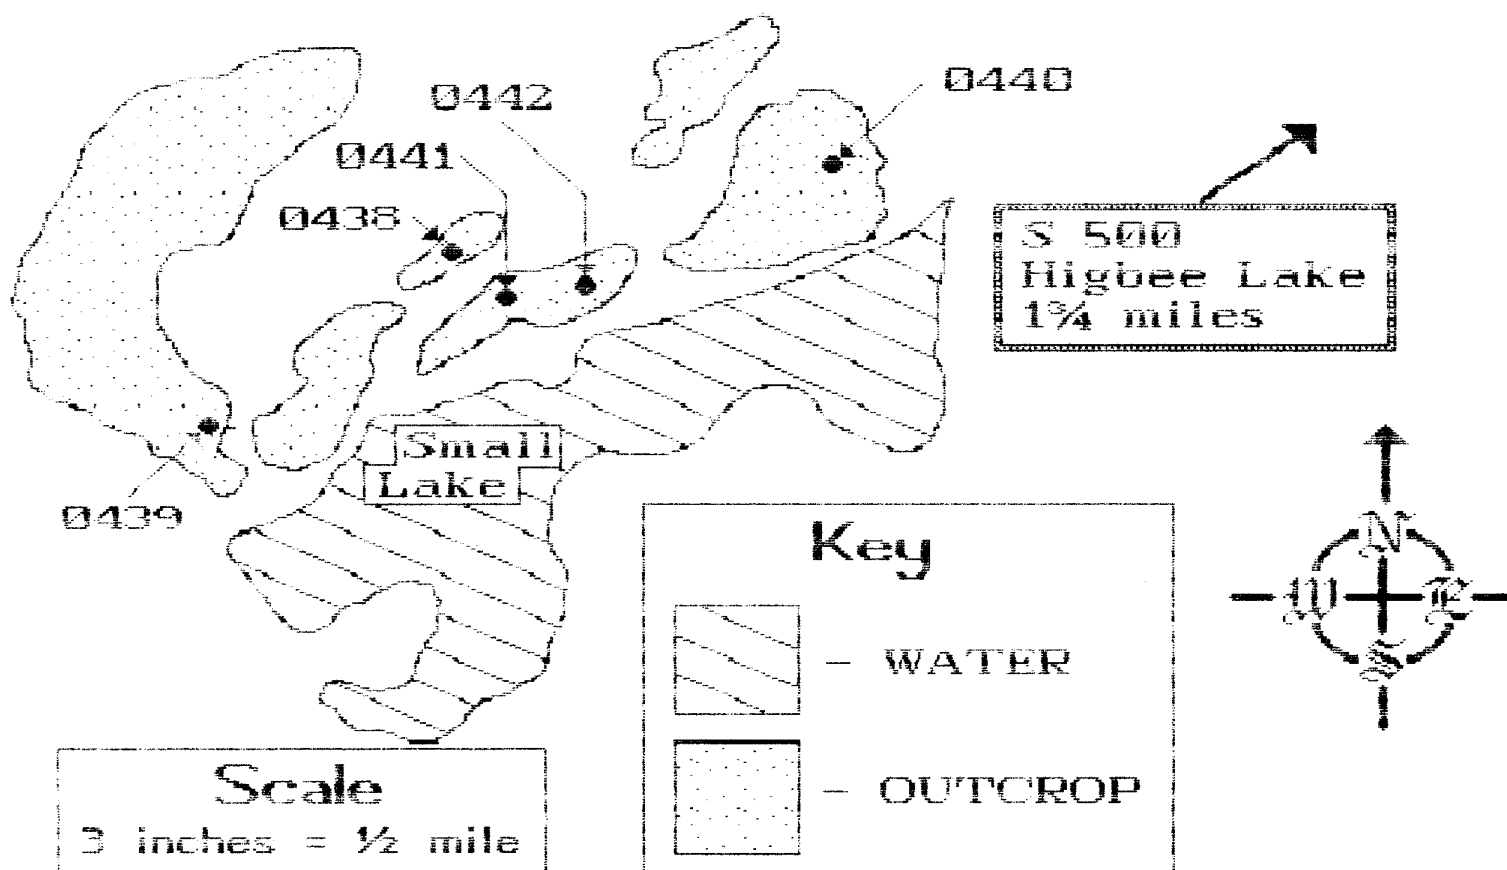 0442
0440
0441
0438
S 500
Higbee Lake
1¾ miles
Small
Lake
0439
Key
N
W E
S
- WATER
- OUTCROP
Scale
3 inches = ½ mile